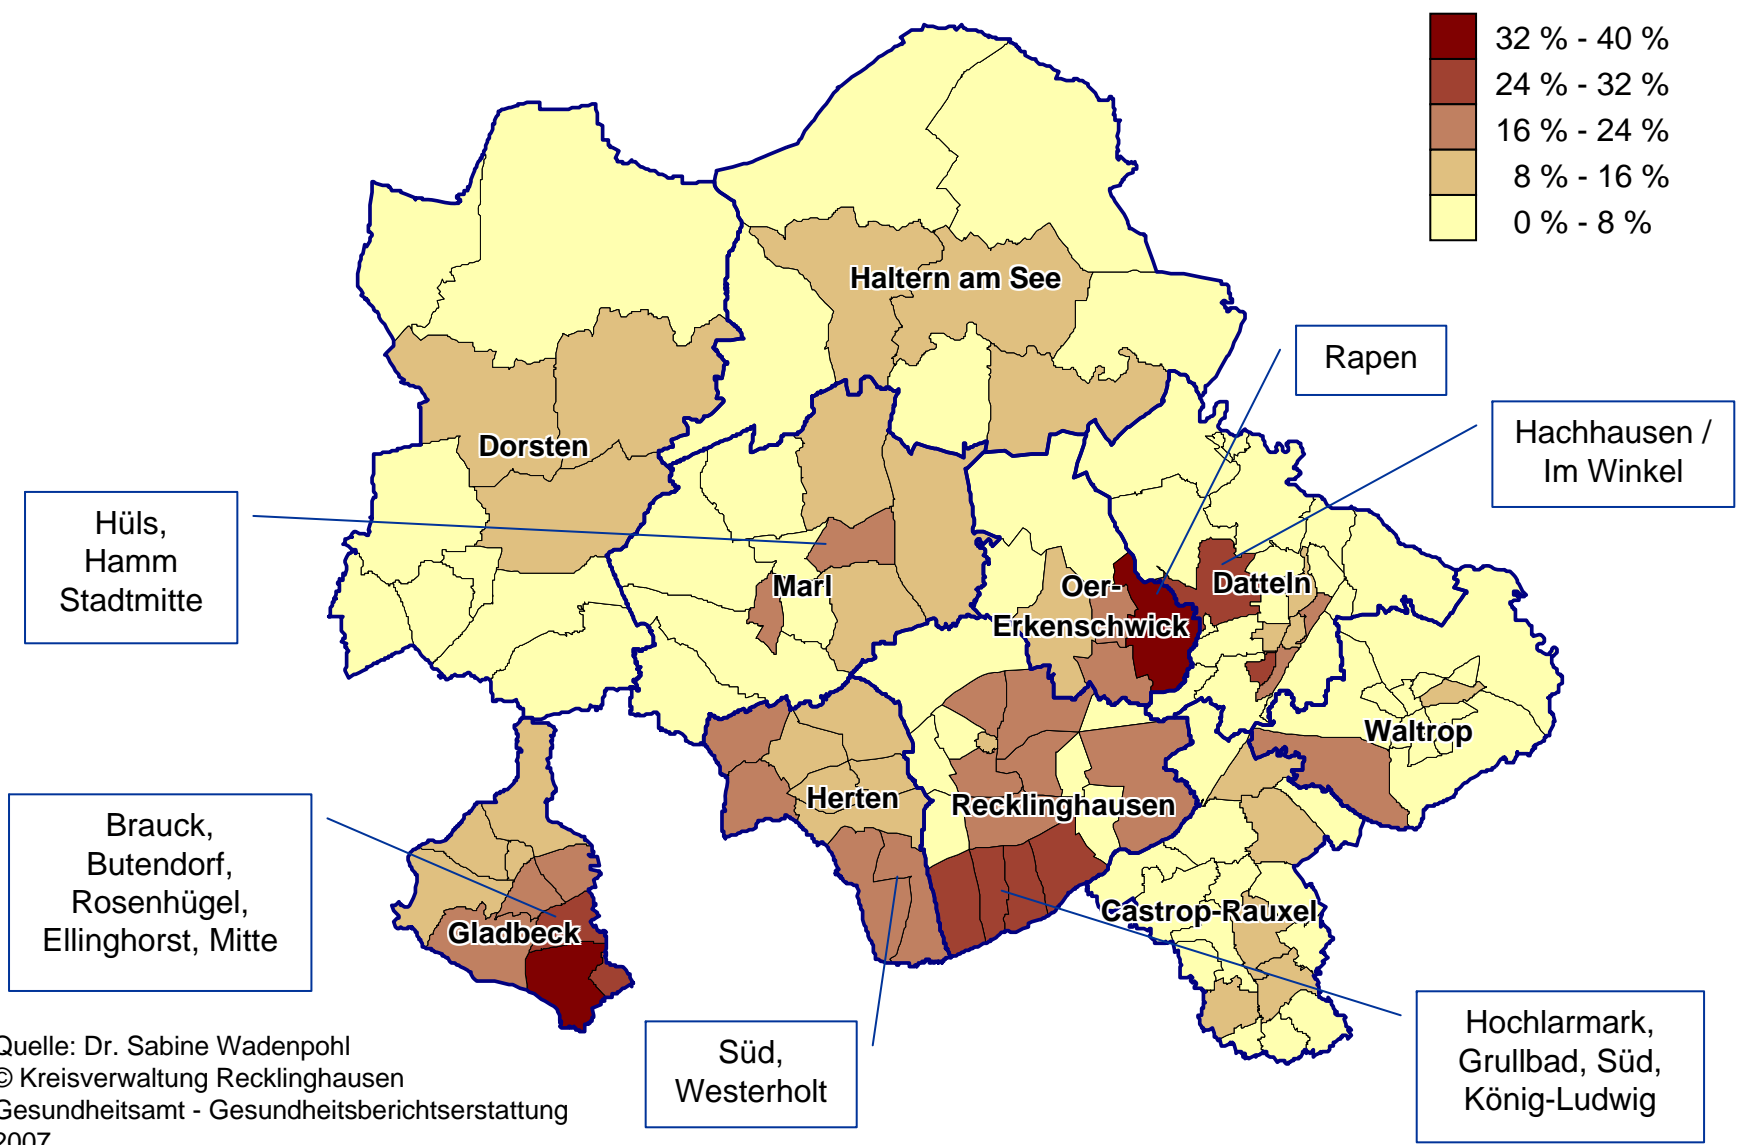 32 % - 40 %
24 % - 32 %
16 % - 24 %
8 % - 16 %
0 % - 8 %
Haltern am See
Rapen
Hachhausen /
Im Winkel
Dorsten
Hüls,
Hamm
Stadtmitte
Marl
Oer-
Erkenschwick
Datteln
Waltrop
Herten
Recklinghausen
Brauck,
Butendorf,
Rosenhügel,
Ellinghorst, Mitte
Gladbeck
Castrop-Rauxel
Süd,
Westerholt
Hochlarmark,
Grullbad, Süd,
König-Ludwig
Quelle: Dr. Sabine Wadenpohl
© Kreisverwaltung Recklinghausen
Gesundheitsamt - Gesundheitsberichtserstattung
2007